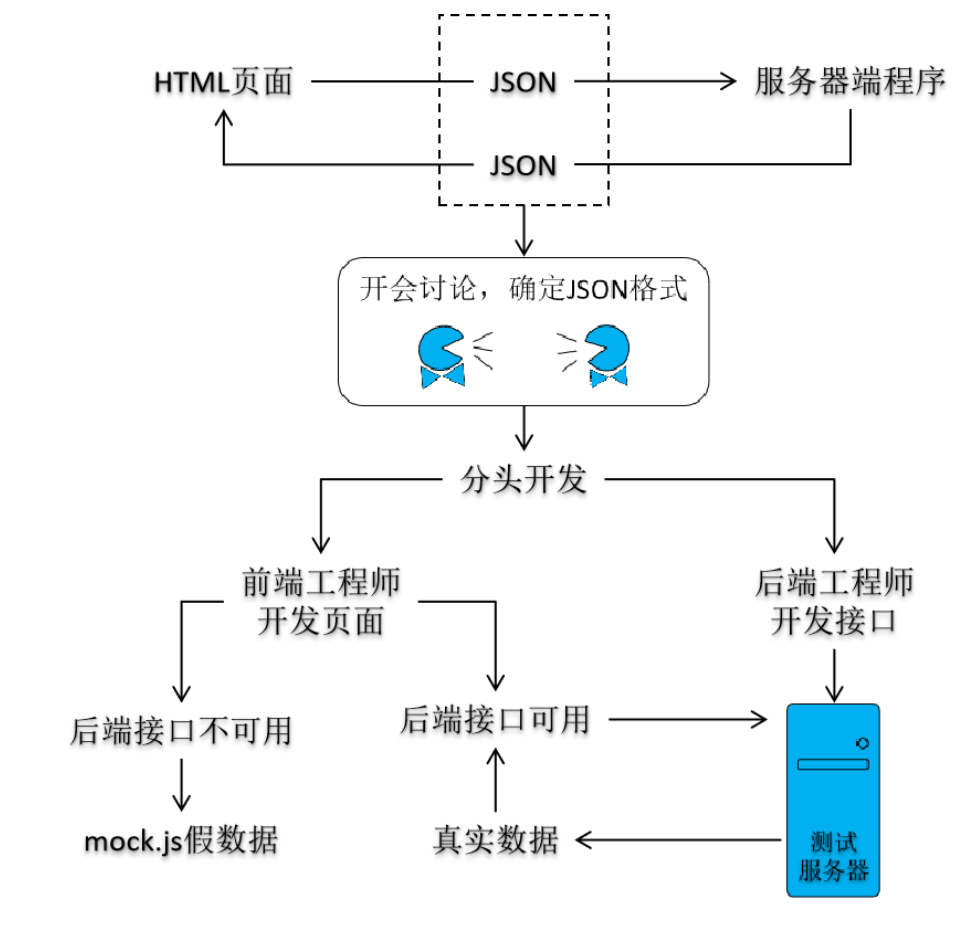 HTML页面
JSON
服务器端程序
JSON
开会讨论，确定JSON格式
分头开发
前端工程师
开发页面
后端工程师
开发接口
后端接口不可用
后端接口可用
mock.js假数据
真实数据
测试
服务器